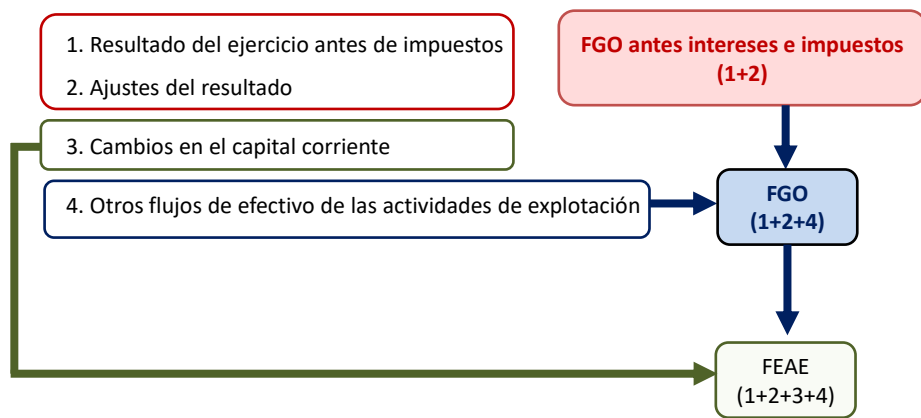 1. Resultado del ejercicio antes de impuestos
2. Ajustes del resultado
FGO antes intereses e impuestos
(1+2)
3. Cambios en el capital corriente
4. Otros flujos de efectivo de las actividades de explotación
FGO
(1+2+4)
FEAE
(1+2+3+4)